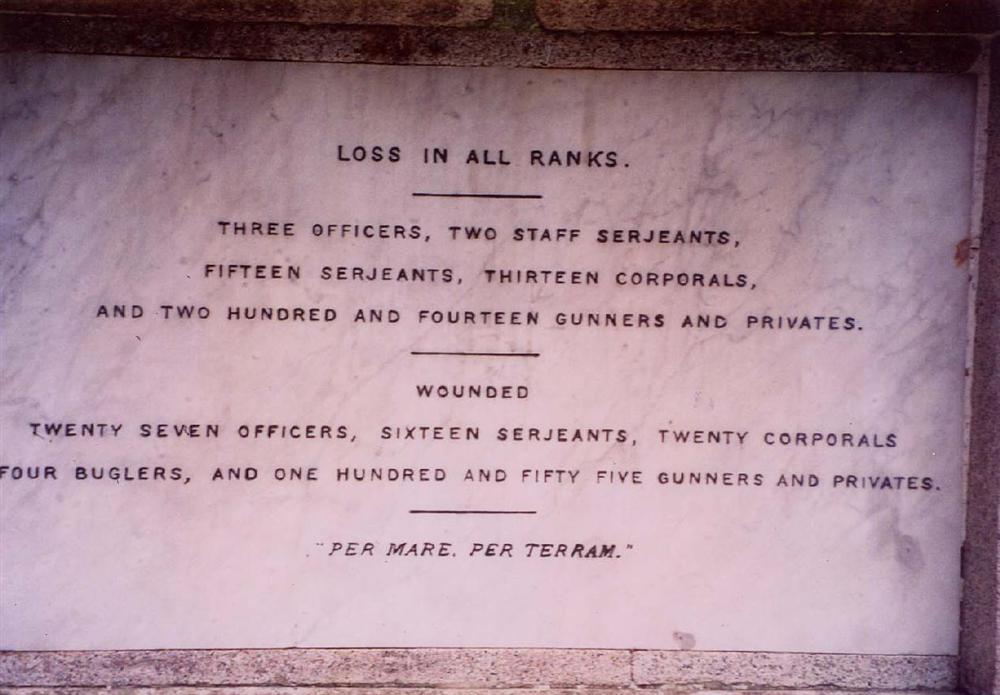 LOSS IN ALL RANKS.
THREE OFFICERS, TWO STAFF SERJEANTS,
FIFTEEN SERJEANTS, THIRTEEN CORPORALS,
AND TWO HUNDRED AND FOURTEEN GUNNERS AND PRIVATES.
WOUNDED
TWENTY SEVEN OFFICERS, SIXTEEN SERJEANTS, TWENTY CORPORALS
FOUR BUGLERS, AND ONE HUNDRED AND FIFTY FIVE GUNNERS AND PRIVATES.
"PER MARE. PER TERRAM."